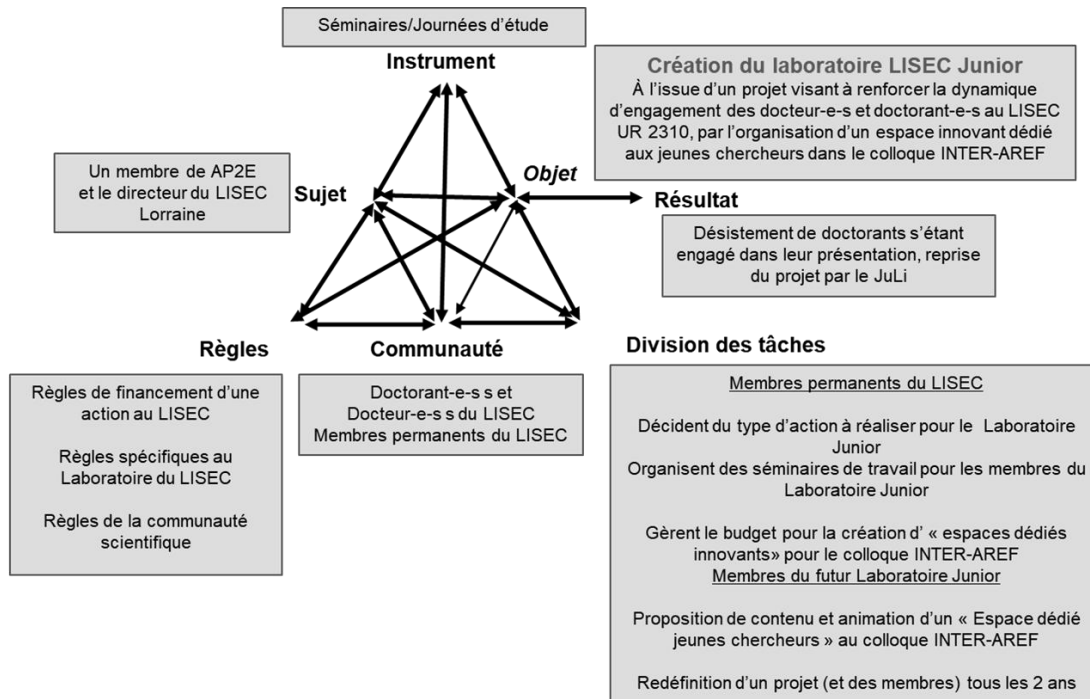 Séminaires/Journées d'étude
Instrument
Création du laboratoire LISEC Junior
À l'issue d'un projet visant à renforcer la dynamique
d'engagement des docteur-e-s et doctorant-e-s au LISEC
UR 2310, par l'organisation d'un espace innovant dédié
aux jeunes chercheurs dans le colloque INTER-AREF
Un membre de AP2E
et le directeur du LISEC
Lorraine
Sujet
Objet
Résultat
Désistement de doctorants s'étant
engagé dans leur présentation, reprise
du projet par le JuLi
Règles
Communauté
Division des tâches
Règles de financement d'une
action au LISEC
Règles spécifiques au
Laboratoire du LISEC
Règles de la communauté
scientifique
Doctorant-e-s s et
Docteur-e-s s du LISEC
Membres permanents du LISEC
Membres permanents du LISEC
Décident du type d'action à réaliser pour le Laboratoire
Junior
Organisent des séminaires de travail pour les membres du
Laboratoire Junior
Gèrent le budget pour la création d' « espaces dédiés
innovants» pour le colloque INTER-AREF
Membres du futur Laboratoire Junior
Proposition de contenu et animation d'un « Espace dédié
jeunes chercheurs » au colloque INTER-AREF
Redéfinition d'un projet (et des membres) tous les 2 ans